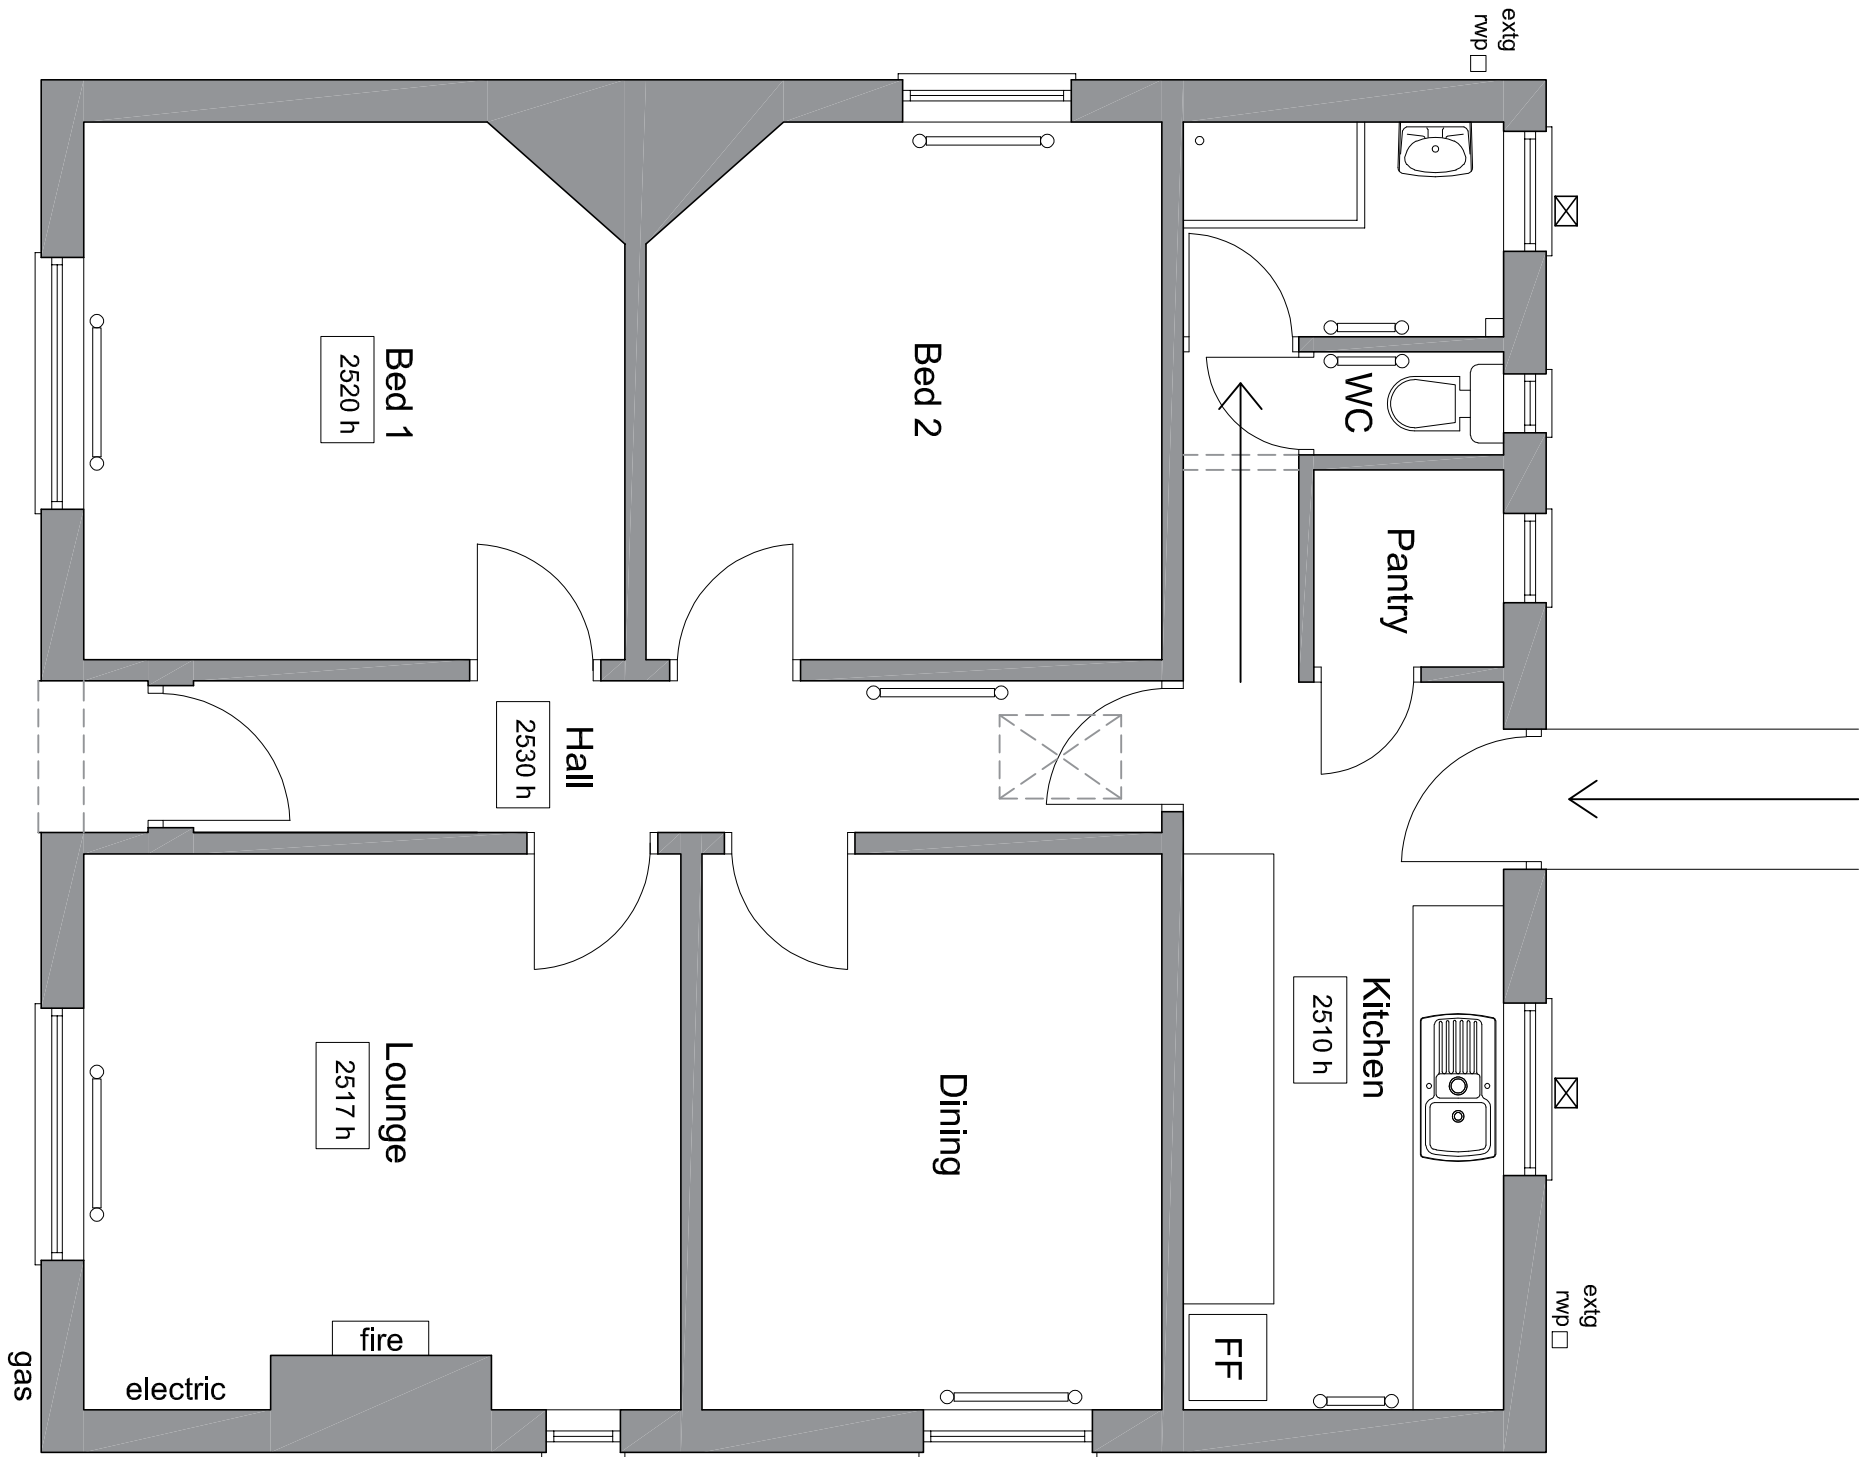 extg
rwp
Bed 1
2520 h
Bed 2
WC
Pantry
Hall
2530 h
Lounge
2517 h
Dining
Kitchen
2510 h
FF
extg
rwp
fire
electric
gas